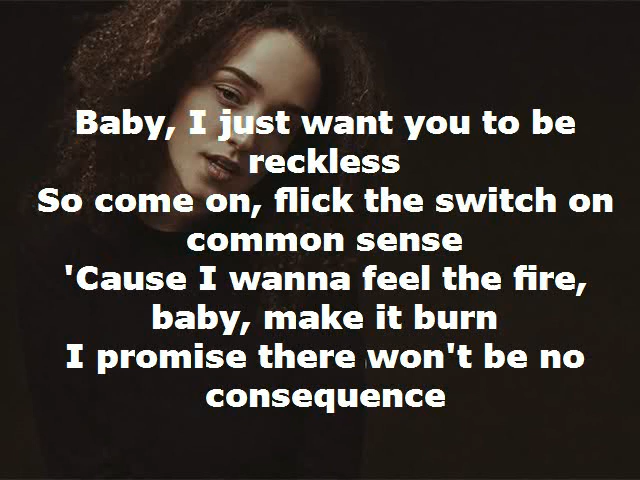 Baby, I just want you to be
reckless
So come on, flick the switch on
common sense
'Cause I wanna feel the fire,
baby, make it burn
I promise there won't be no
consequence